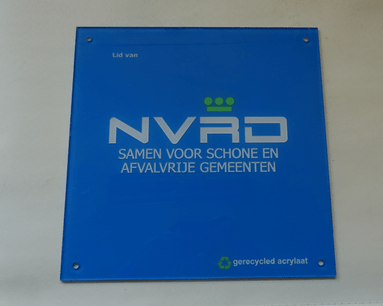 Lid van
NVRD
SAMEN VOOR SCHONE EN
AFVALVRIJE GEMEENTEN
gerecycled acrylaat